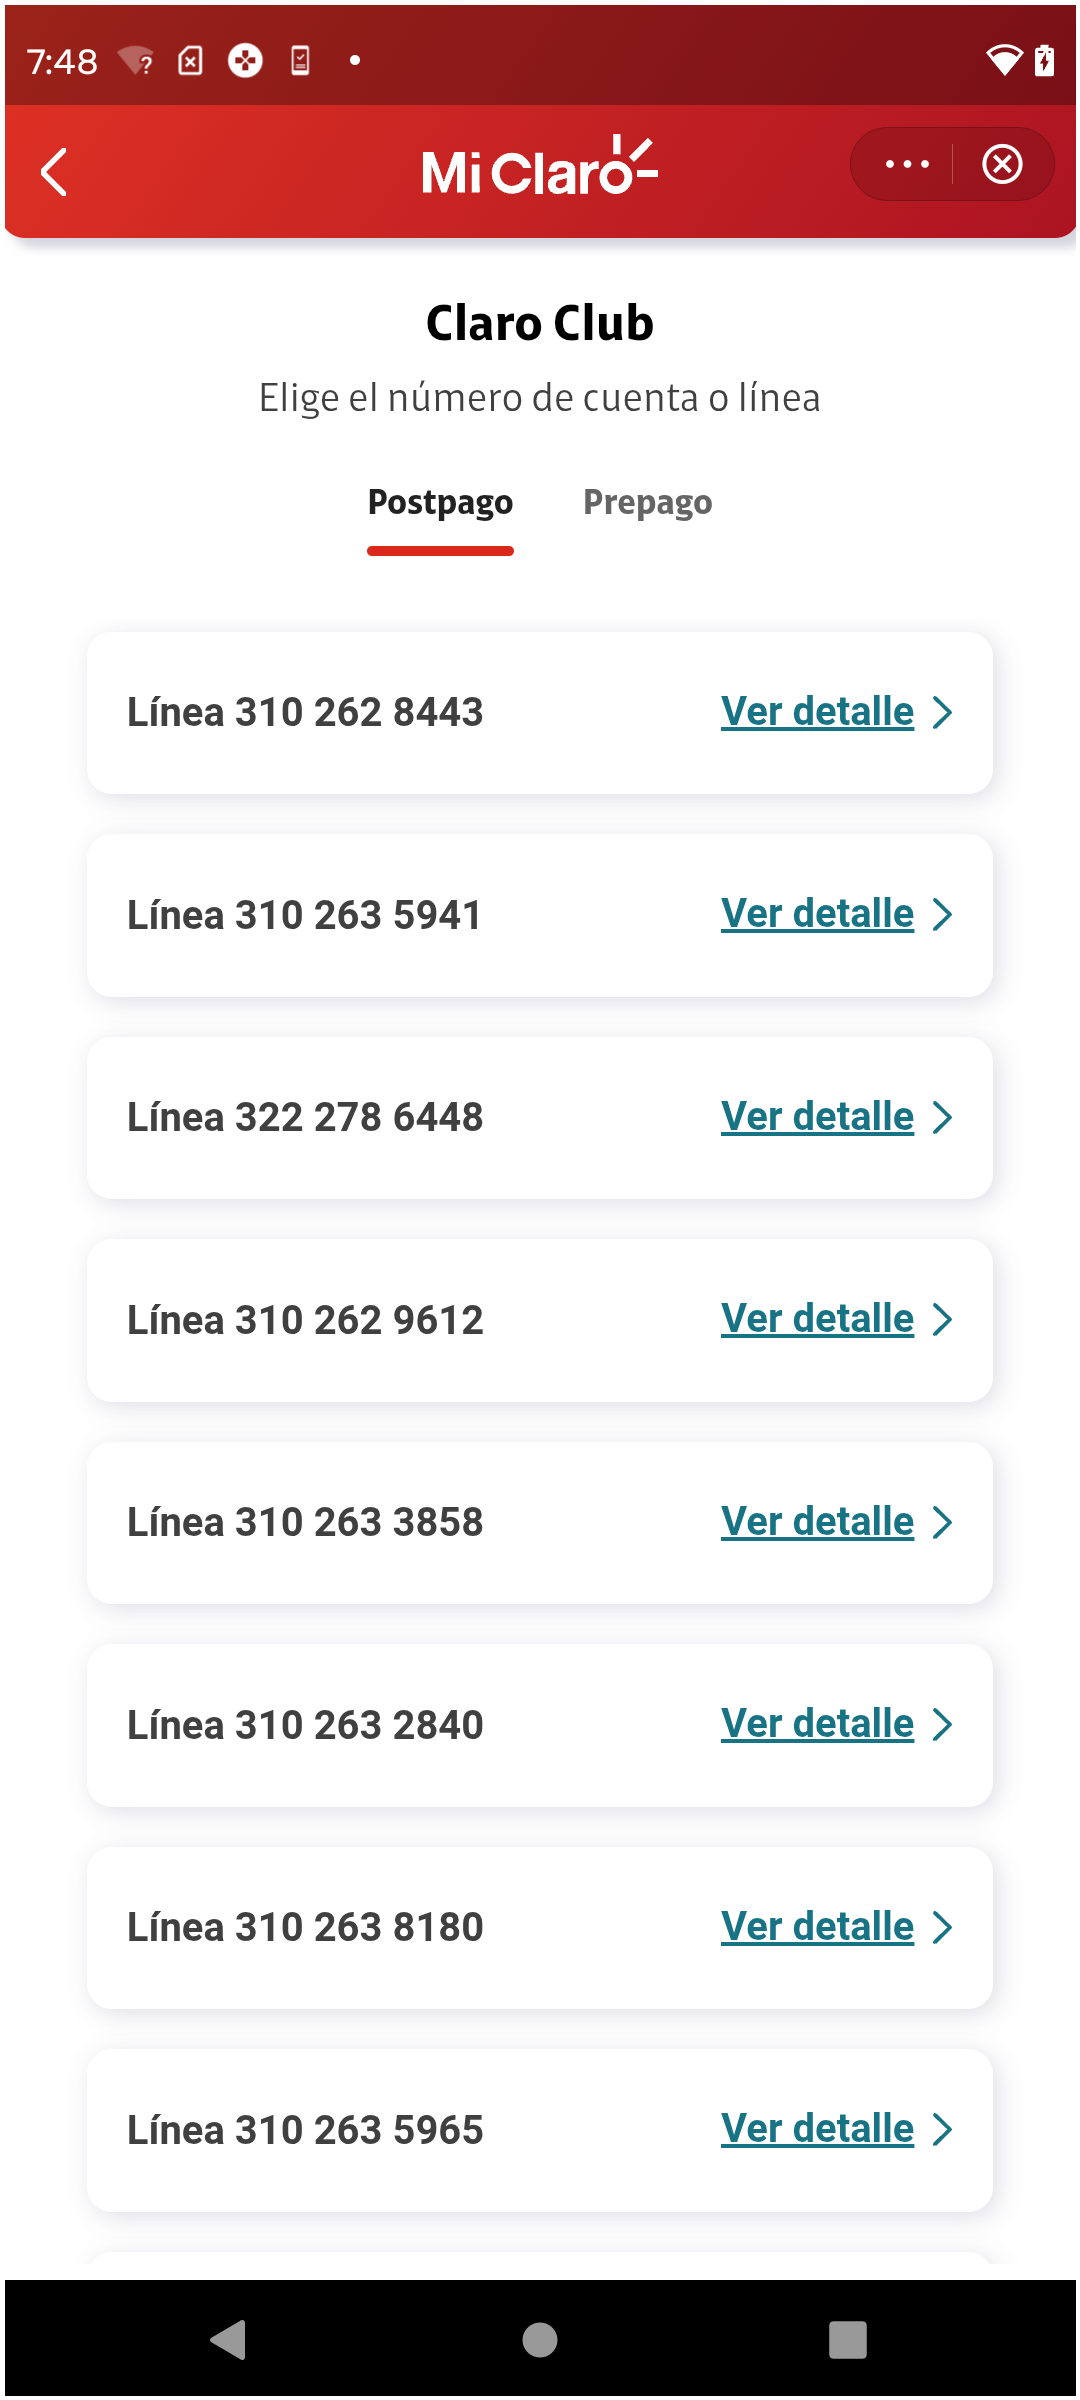 7:48
Mi Claro
Claro Club
Elige el número de cuenta o línea
Postpago Prepago
Línea 310 262 8443 Ver detalle
Línea 310 263 5941 Ver detalle
Línea 322 278 6448 Ver detalle
Línea 310 262 9612 Ver detalle
Línea 310 263 3858 Ver detalle
Línea 310 263 2840 Ver detalle
Línea 310 263 8180 Ver detalle
Línea 310 263 5965 Ver detalle